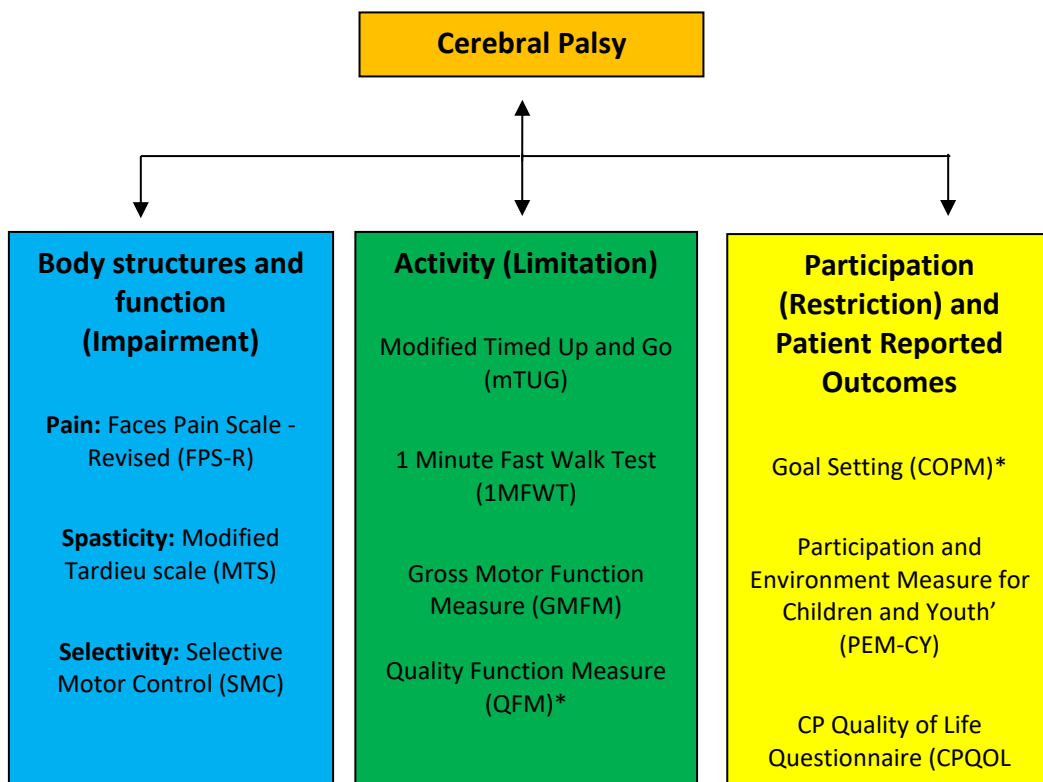 Cerebral Palsy
Body structures and
function
(Impairment)
Pain: Faces Pain Scale -
Revised (FPS-R)
Spasticity: Modified
Tardieu scale (MTS)
Selectivity: Selective
Motor Control (SMC)
Activity (Limitation)
Modified Timed Up and Go
(mTUG)
1 Minute Fast Walk Test
(1MFWT)
Gross Motor Function
Measure (GMFM)
Quality Function Measure
(QFM)*
Participation
(Restriction) and
Patient Reported
Outcomes
Goal Setting (COPM)*
Participation and
Environment Measure for
Children and Youth’
(PEM-CY)
CP Quality of Life
Questionnaire (CPQOL